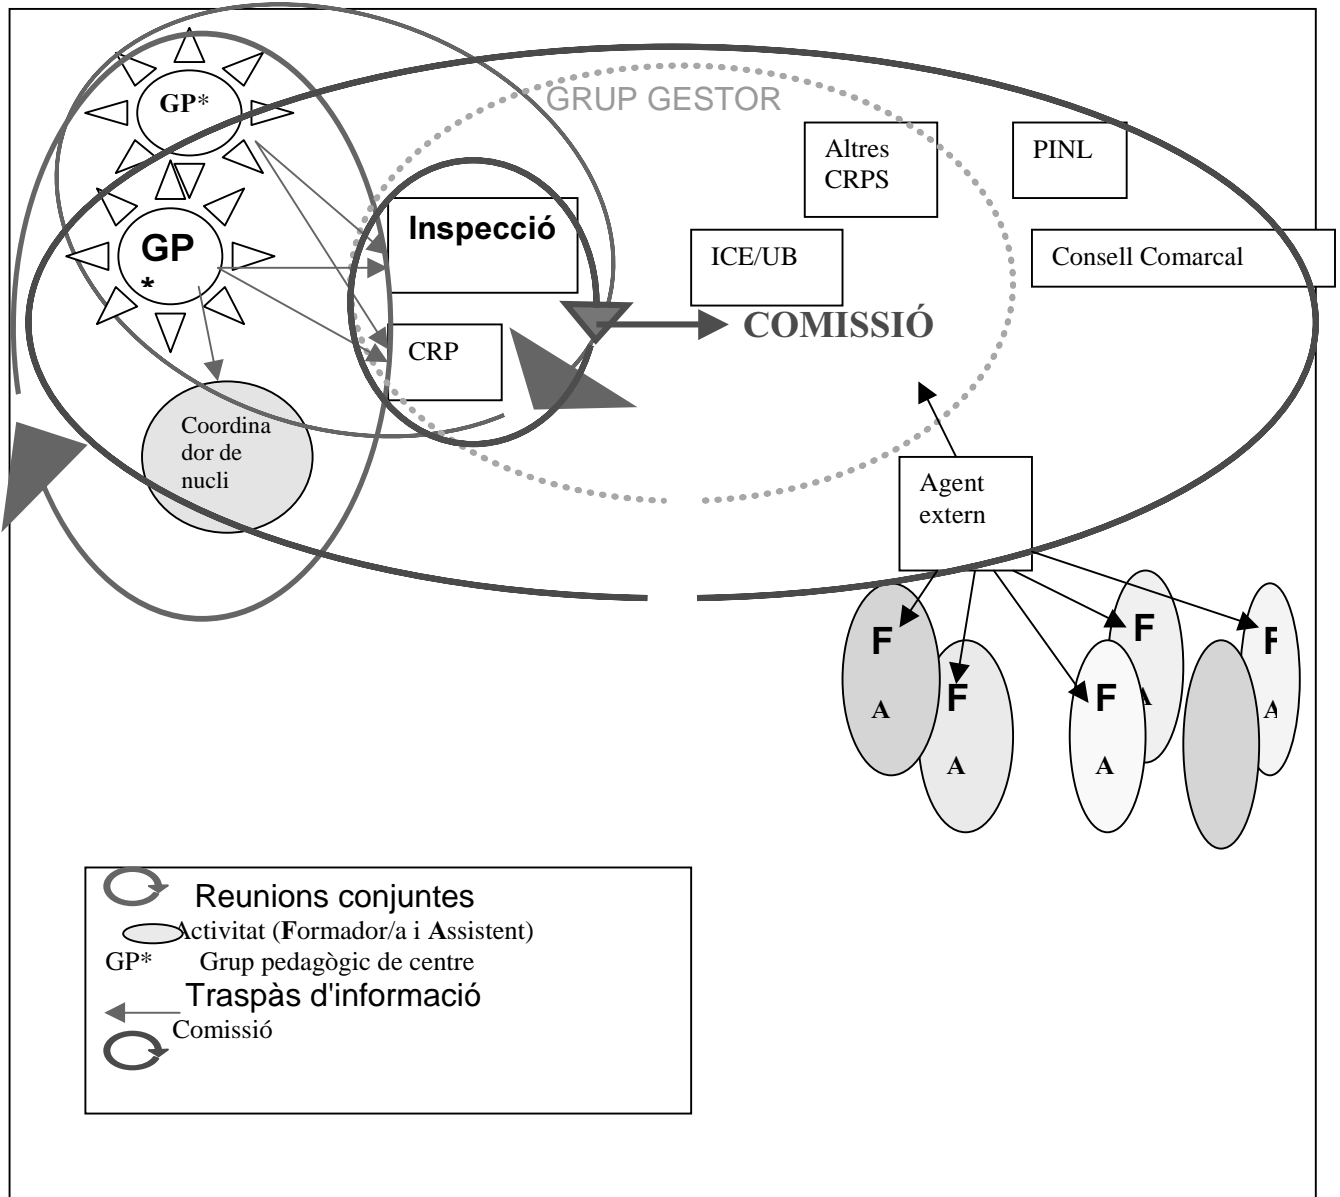 GRUP GESTOR
GP*
Altres
CRPS
PINL
Inspecció
GP
*
ICE/UB
Consell Comarcal
COMISSIÓ
CRP
Coordina
dor de
nucli
Agent
extern
F
A
F
A
F
A
F
A
F
A
Reunions conjuntes
Activitat (Formador/a i Assistent)
GP* Grup pedagògic de centre
Traspàs d'informació
Comissió